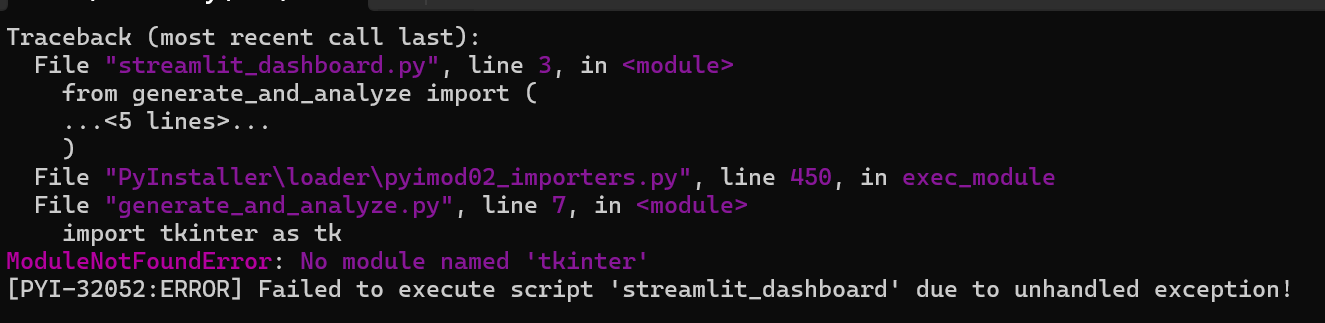 Traceback (most recent call last):
  File "streamlit_dashboard.py", line 3, in <module>
    from generate_and_analyze import (
    ...<5 lines>...
    )
  File "PyInstaller\loader\pyimod02_importers.py", line 450, in exec_module
  File "generate_and_analyze.py", line 7, in <module>
    import tkinter as tk
ModuleNotFoundError: No module named 'tkinter'
[PYI-32052:ERROR] Failed to execute script 'streamlit_dashboard' due to unhandled exception!